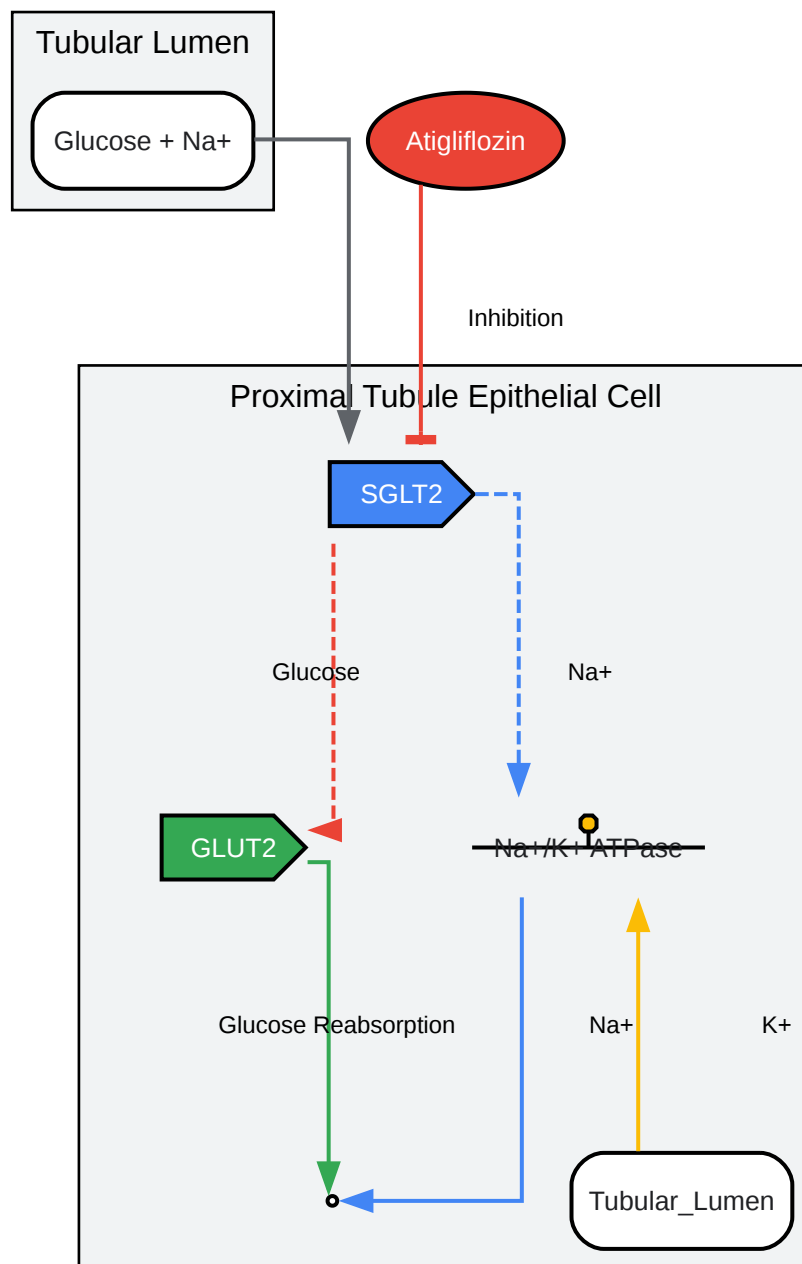 Tubular Lumen
Glucose + Na+
Atigliflozin
Inhibition
Proximal Tubule Epithelial Cell
SGLT2
Glucose
Na+
GLUT2
Na+/K+ ATPase
Glucose Reabsorption
Na+
K+
Tubular_Lumen